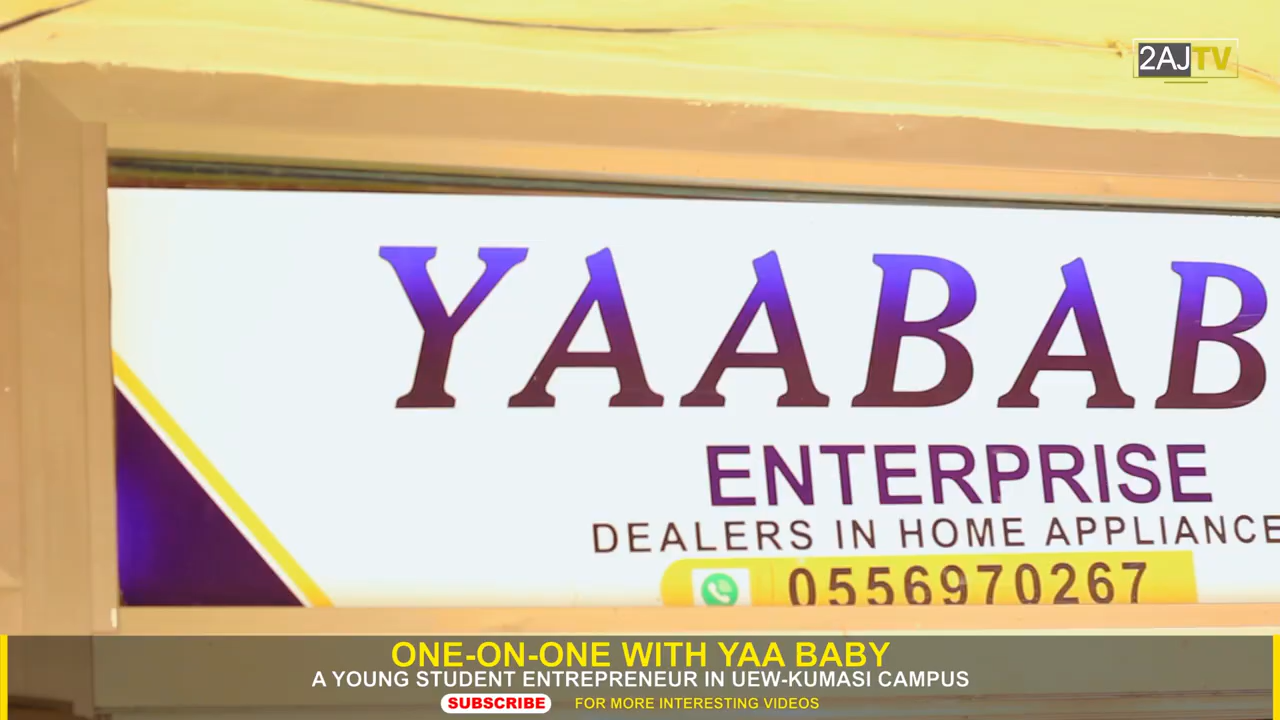 2AJTV
YAABAB
ENTERPRISE
DEALERS IN HOME APPLIANCE
0556970267
ONE-ON-ONE WITH YAA BABY
A YOUNG STUDENT ENTREPRENEUR IN UEW-KUMASI CAMPUS
SUBSCRIBE FOR MORE INTERESTING VIDEOS